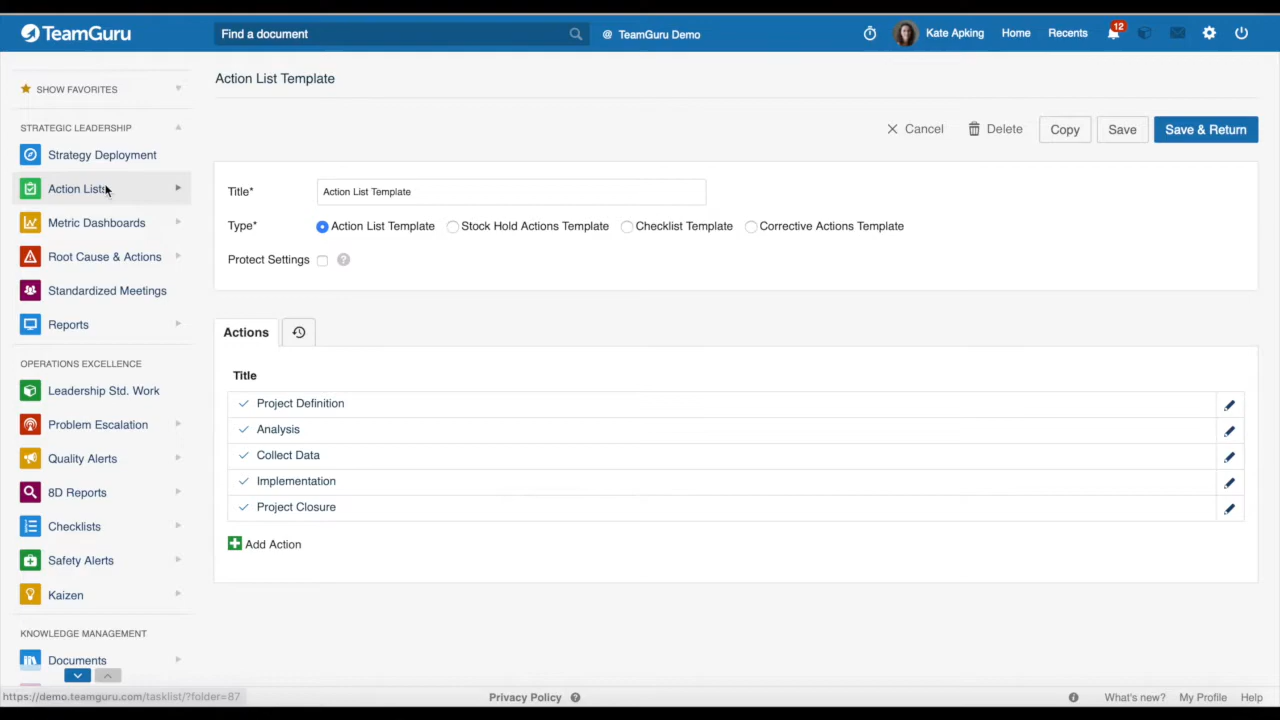 TeamGuru
Find a document
@ TeamGuru Demo
Kate Apking
Home
Recents
12
SHOW FAVORITES
STRATEGIC LEADERSHIP
Strategy Deployment
Action Lists
Metric Dashboards
Root Cause & Actions
Standardized Meetings
Reports
OPERATIONS EXCELLENCE
Leadership Std. Work
Problem Escalation
Quality Alerts
8D Reports
Checklists
Safety Alerts
Kaizen
KNOWLEDGE MANAGEMENT
Documents
Action List Template
Cancel
Delete
Copy
Save
Save & Return
Title* Action List Template
Type* Action List Template Stock Hold Actions Template Checklist Template Corrective Actions Template
Protect Settings ?
Actions
Title
Project Definition
Analysis
Collect Data
Implementation
Project Closure
Add Action
https://demo.teamguru.com/tasklist/?folder=87
Privacy Policy ?
What's new? My Profile Help